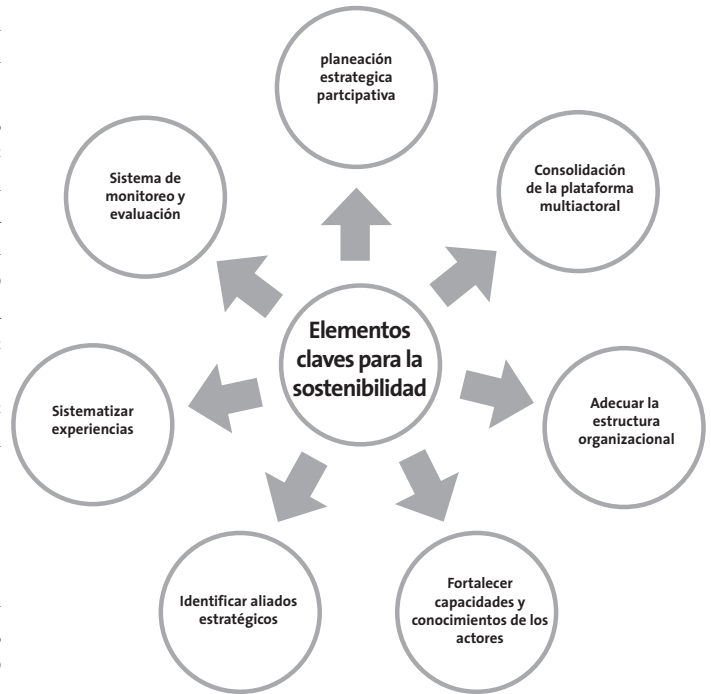 planeación
estrategica
partcipativa
Consolidación
de la plataforma
multiactoral
Sistema de
monitoreo y
evaluación
Elementos
claves para la
sostenibilidad
Adecuar la
estructura
organizacional
Sistematizar
experiencias
Identificar aliados
estratégicos
Fortalecer
capacidades y
conocimientos de los
actores